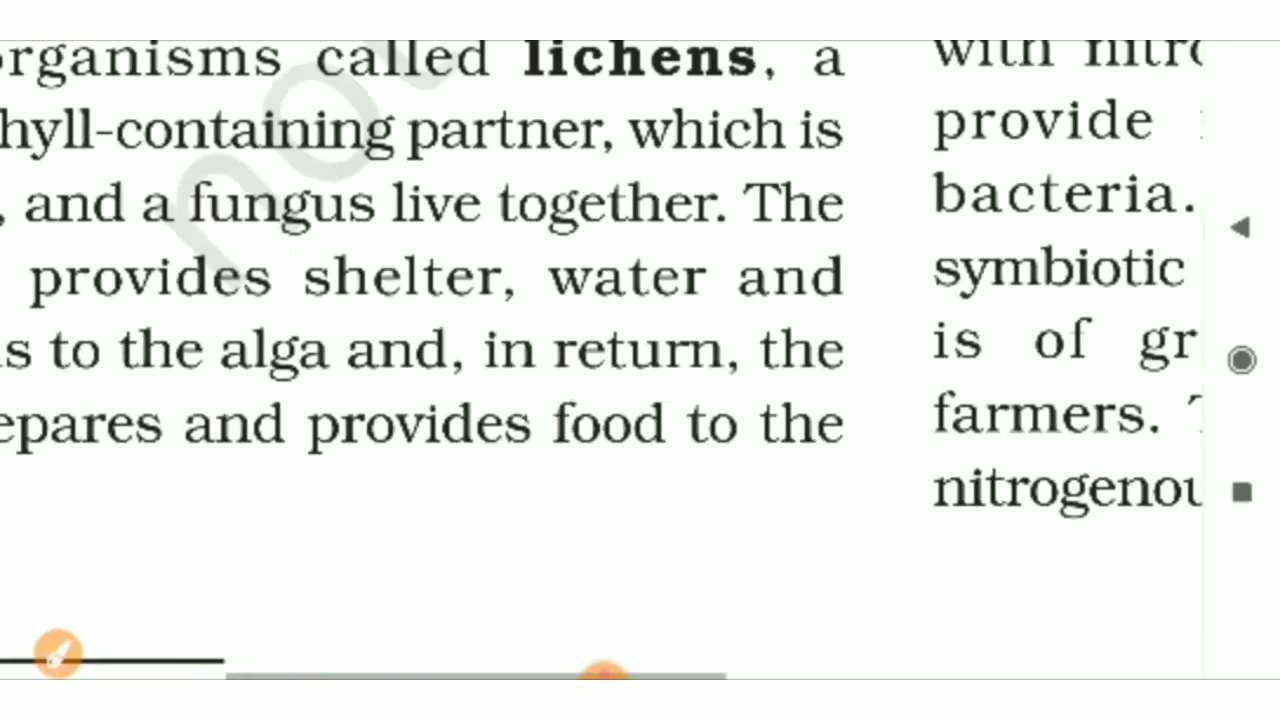 organisms called lichens, a
hyll-containing partner, which is
, and a fungus live together. The
provides shelter, water and
s to the alga and, in return, the
epares and provides food to the
with nitro
provide
bacteria.
symbiotic
is of gr
farmers.
nitrogenou
not